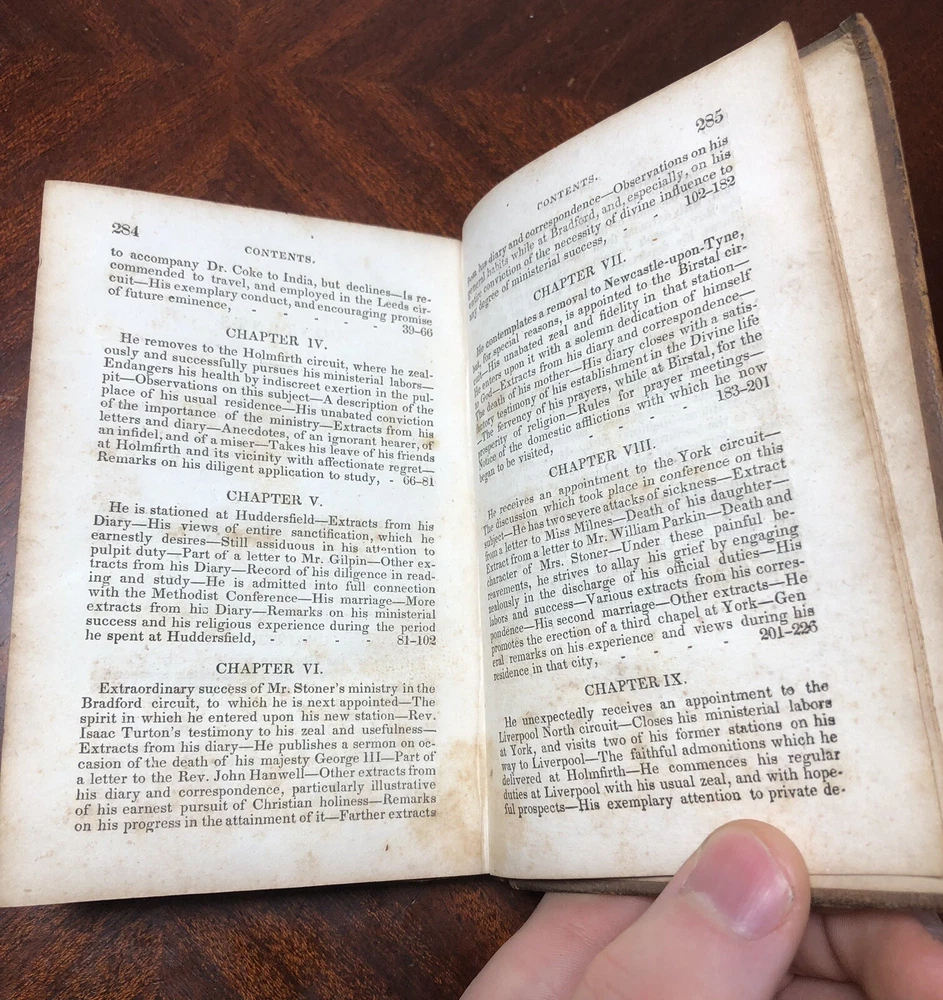 284
CONTENTS.
to accompany Dr. Coke to India, but declines—Is re-
commended to travel, and employed in the Leeds cir-
cuit—His exemplary conduct, and encouraging promise
of future eminence, - - - - - 39-66
CHAPTER IV.
He removes to the Holmfirth circuit, where he zeal-
ously and successfully pursues his ministerial labors—
Endangers his health by indiscreet exertion in the pul-
pit—Observations on this subject—A description of the
place of his usual residence—His unabated conviction
of the importance of the ministry—Extracts from his
letters and diary—Anecdotes, of an ignorant hearer, of
an infidel, and of a miser—Takes his leave of his friends
at Holmfirth and its vicinity with affectionate regret—
Remarks on his diligent application to study, - 66-81
CHAPTER V.
He is stationed at Huddersfield—Extracts from his
Diary—His views of entire sanctification, which he
earnestly desires—Still assiduous in his attention to
pulpit duty—Part of a letter to Mr. Gilpin—Other ex-
tracts from his Diary—Record of his diligence in read-
ing and study—He is admitted into full connection
with the Methodist Conference—His marriage—More
extracts from his Diary—Remarks on his ministerial
success and his religious experience during the period
he spent at Huddersfield, - - - - 81-102
CHAPTER VI.
Extraordinary success of Mr. Stoner's ministry in the
Bradford circuit, to which he is next appointed—The
spirit in which he entered upon his new station—Rev.
Isaac Turton's testimony to his zeal and usefulness—
Extracts from his diary—He publishes a sermon on oc-
casion of the death of his majesty George III—Part of
a letter to the Rev. John Hanwell—Other extracts from
his diary and correspondence, particularly illustrative
of his earnest pursuit of Christian holiness—Remarks
on his progress in the attainment of it—Farther extracts
285
CONTENTS.
his diary and correspondence—Observations on his
habits while at Bradford, and, especially, on his
conviction of the necessity of divine influence to
any degree of ministerial success, - - 102-182
CHAPTER VII.
He contemplates a removal to Newcastle-upon-Tyne,
but, for special reasons, is appointed to the Birstal cir-
cuit—His unabated zeal and fidelity in that station—
He enters upon it with a solemn dedication of himself
to God—Extracts from his diary and correspondence—
The death of his mother—His diary closes with a satis-
factory testimony of his establishment in the Divine life
—The fervency of his prayers, while at Birstal, for the
prosperity of religion—Rules for prayer meetings—
Notice of the domestic afflictions with which he now
began to be visited, - - - - 183-201
CHAPTER VIII.
He receives an appointment to the York circuit—
The discussion which took place in conference on this
subject—He has two severe attacks of sickness—Extract
from a letter to Miss Milnes—Death of his daughter—
Extract from a letter to Mr. William Parkin—Death and
character of Mrs. Stoner—Under these painful be-
reavements, he strives to allay his grief by engaging
zealously in the discharge of his official duties—His
labors and success—Various extracts from his corres-
pondence—His second marriage—Other extracts—He
promotes the erection of a third chapel at York—Gen
eral remarks on his experience and views during his
residence in that city, - - - - 201-226
CHAPTER IX.
He unexpectedly receives an appointment to the
Liverpool North circuit—Closes his ministerial labors
at York, and visits two of his former stations on his
way to Liverpool—The faithful admonitions which he
delivered at Holmfirth—He commences his regular
duties at Liverpool with his usual zeal, and with hope-
ful prospects—His exemplary attention to private de-